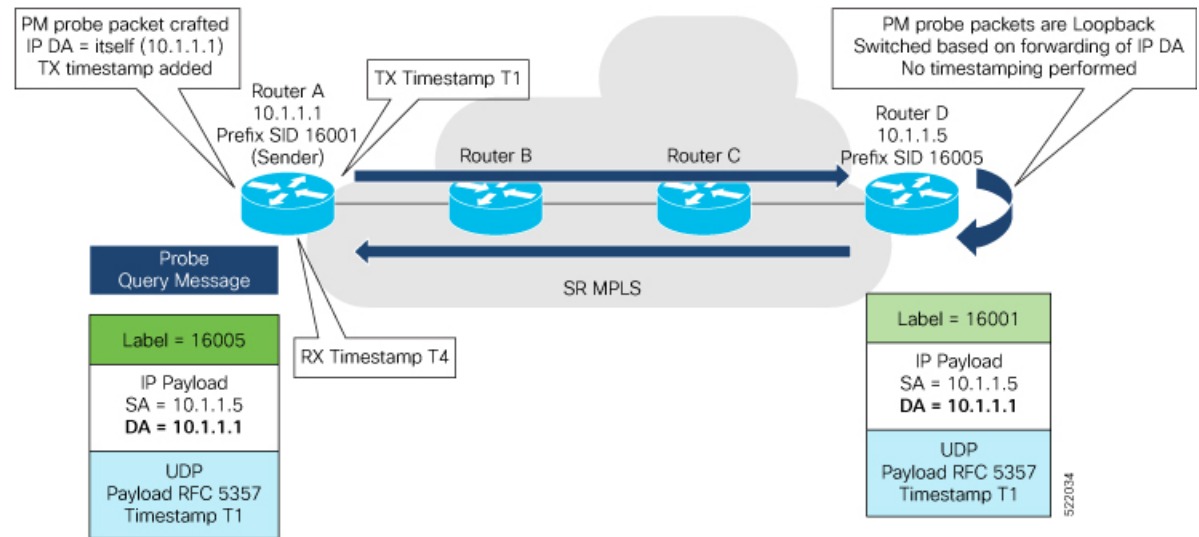 PM probe packet crafted
IP DA = itself (10.1.1.1)
TX timestamp added
TX Timestamp T1
PM probe packets are Loopback
Switched based on forwarding of IP DA
No timestamping performed
Router A
10.1.1.1
Prefix SID 16001
(Sender)
Router B
Router C
Router D
10.1.1.5
Prefix SID 16005
SR MPLS
Probe
Query Message
RX Timestamp T4
Label = 16005
IP Payload
SA = 10.1.1.5
DA = 10.1.1.1
UDP
Payload RFC 5357
Timestamp T1
Label = 16001
IP Payload
SA = 10.1.1.5
DA = 10.1.1.1
UDP
Payload RFC 5357
Timestamp T1
522034